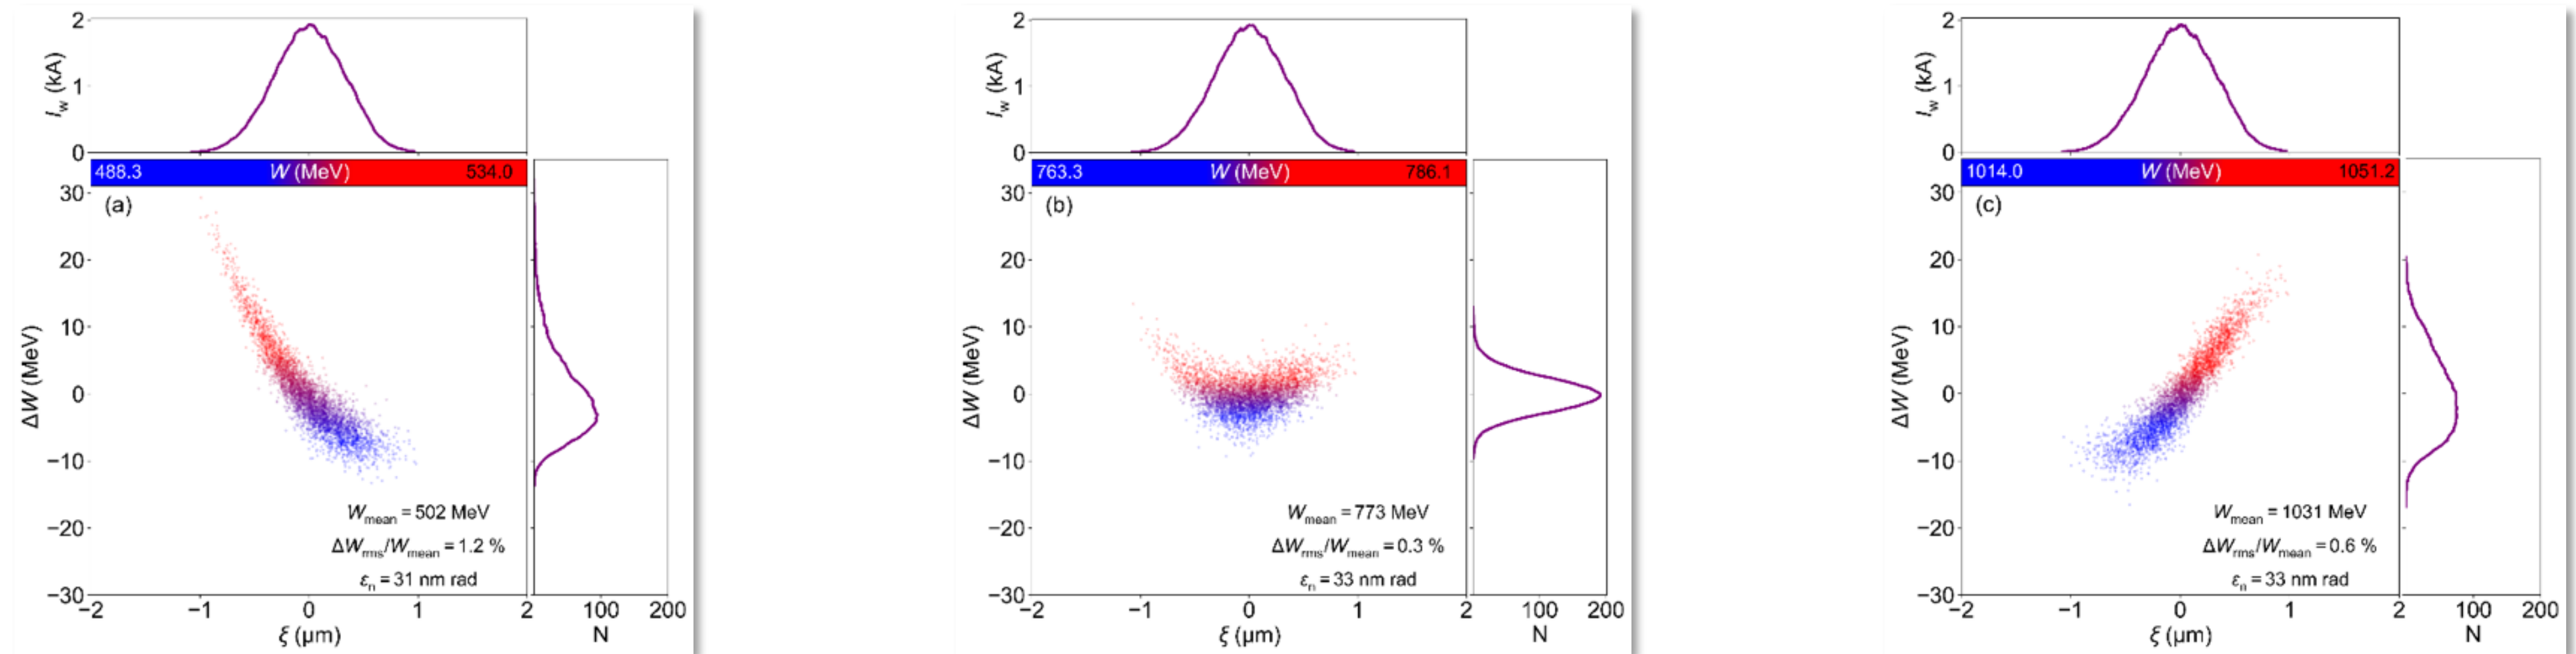 2
1
0
I_w (kA)
488.3 W (MeV) 534.0
(a)
30
20
10
0
−10
−20
−30
ΔW (MeV)
W_mean = 502 MeV
ΔW_rms/W_mean = 1.2 %
ε_n = 31 nm rad
−2 −1 0 1 2 100 200
ξ (μm) N
2
1
0
I_w (kA)
763.3 W (MeV) 786.1
(b)
30
20
10
0
−10
−20
−30
ΔW (MeV)
W_mean = 773 MeV
ΔW_rms/W_mean = 0.3 %
ε_n = 33 nm rad
−2 −1 0 1 2 100 200
ξ (μm) N
2
1
0
I_w (kA)
1014.0 W (MeV) 1051.2
(c)
30
20
10
0
−10
−20
−30
ΔW (MeV)
W_mean = 1031 MeV
ΔW_rms/W_mean = 0.6 %
ε_n = 33 nm rad
−2 −1 0 1 2 100 200
ξ (μm) N